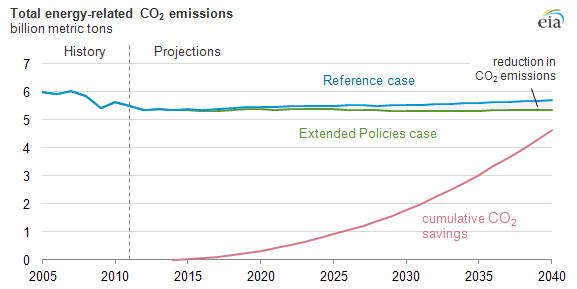 Total energy-related CO₂ emissions
billion metric tons
eia
History
Projections
reduction in
CO₂ emissions
7
6
5
4
3
2
1
0
Reference case
Extended Policies case
cumulative CO₂
savings
2005
2010
2015
2020
2025
2030
2035
2040